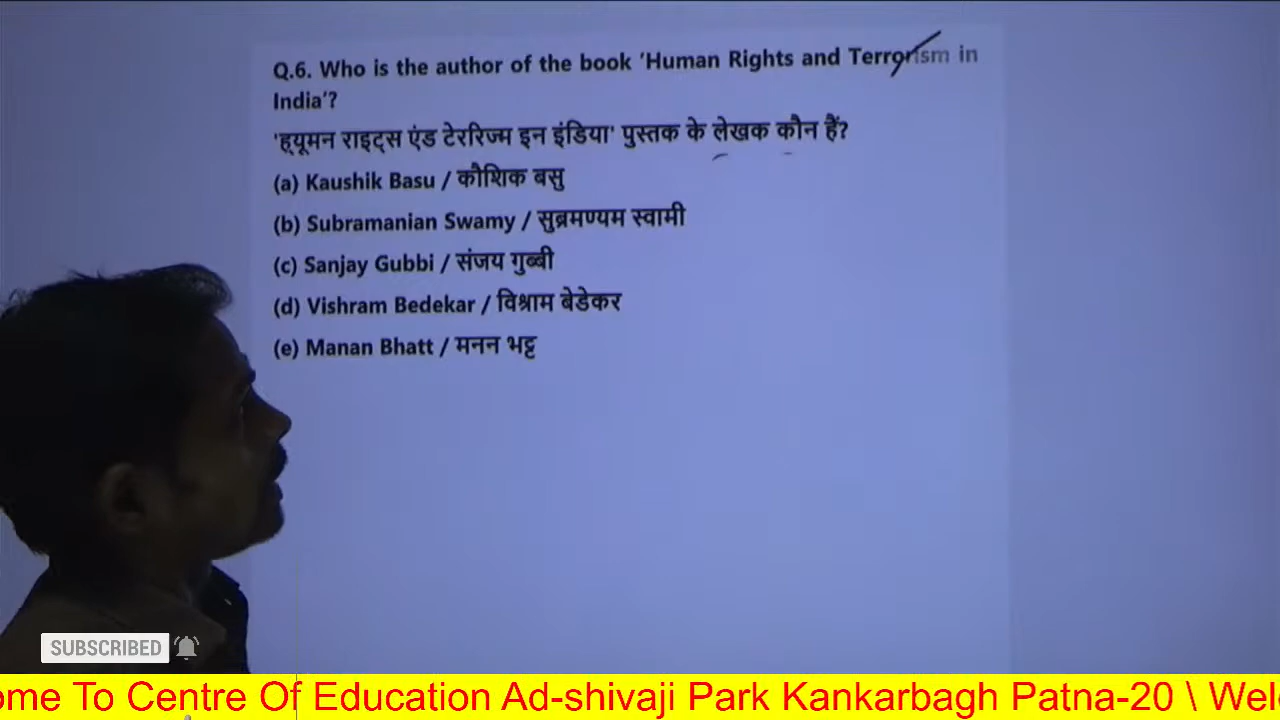 Q.6. Who is the author of the book 'Human Rights and Terrorism in
India'?
'ह्यूमन राइट्स एंड टेररिज्म इन इंडिया' पुस्तक के लेखक कौन हैं?
(a) Kaushik Basu / कौशिक बसु
(b) Subramanian Swamy / सुब्रमण्यम स्वामी
(c) Sanjay Gubbi / संजय गुब्बी
(d) Vishram Bedekar / विश्राम बेडेकर
(e) Manan Bhatt / मनन भट्ट
SUBSCRIBED
ome To Centre Of Education Ad-shivaji Park Kankarbagh Patna-20 \ Wel